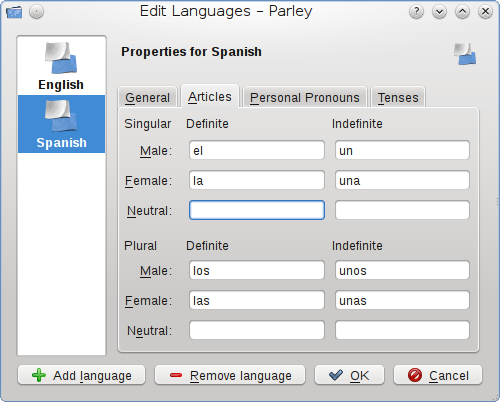 Edit Languages – Parley
English
Spanish
Properties for Spanish
General Articles Personal Pronouns Tenses
Singular Definite Indefinite
Male: el un
Female: la una
Neutral:
Plural Definite Indefinite
Male: los unos
Female: las unas
Neutral:
Add language Remove language OK Cancel